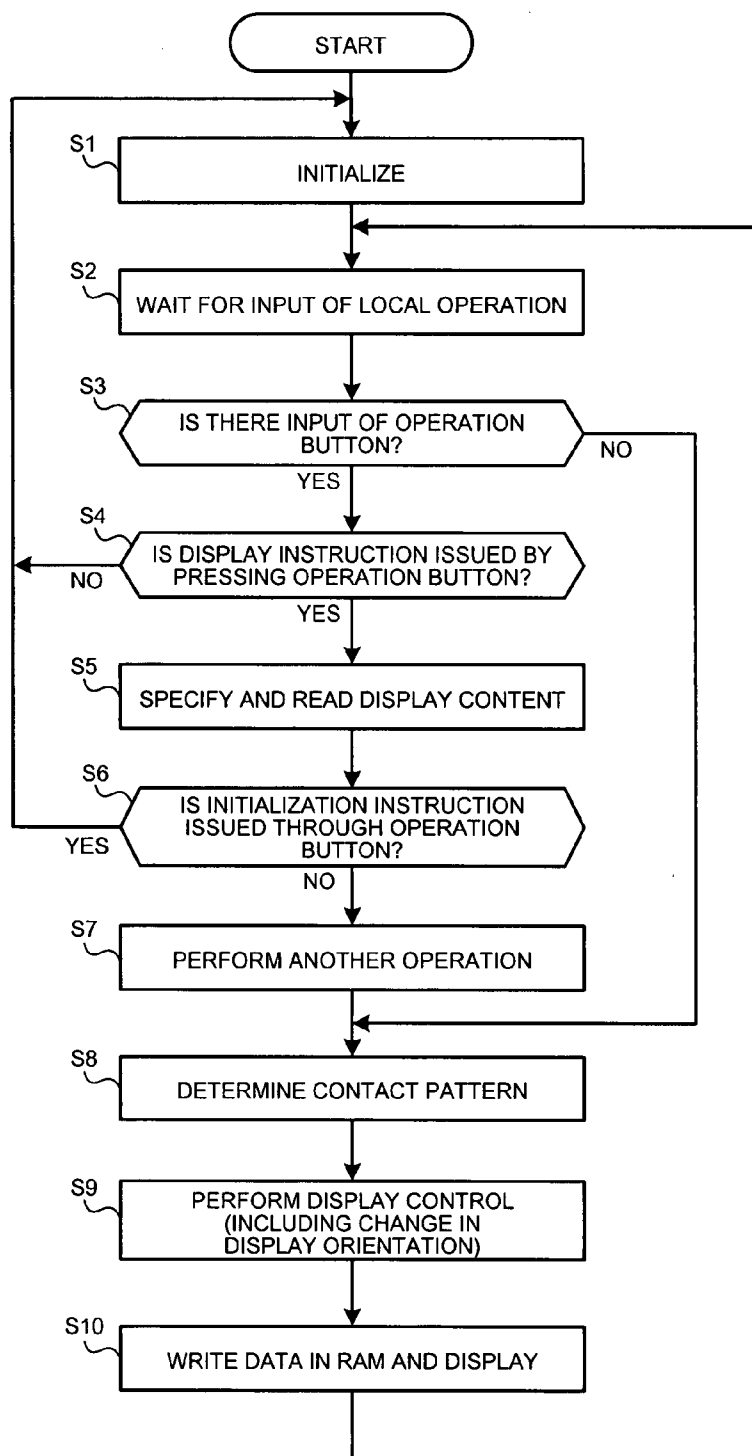 START
S1
INITIALIZE
S2
WAIT FOR INPUT OF LOCAL OPERATION
S3
IS THERE INPUT OF OPERATION
BUTTON?
NO
YES
S4
IS DISPLAY INSTRUCTION ISSUED BY
PRESSING OPERATION BUTTON?
NO
YES
S5
SPECIFY AND READ DISPLAY CONTENT
S6
IS INITIALIZATION INSTRUCTION
ISSUED THROUGH OPERATION
BUTTON?
YES
NO
S7
PERFORM ANOTHER OPERATION
S8
DETERMINE CONTACT PATTERN
S9
PERFORM DISPLAY CONTROL
(INCLUDING CHANGE IN
DISPLAY ORIENTATION)
S10
WRITE DATA IN RAM AND DISPLAY